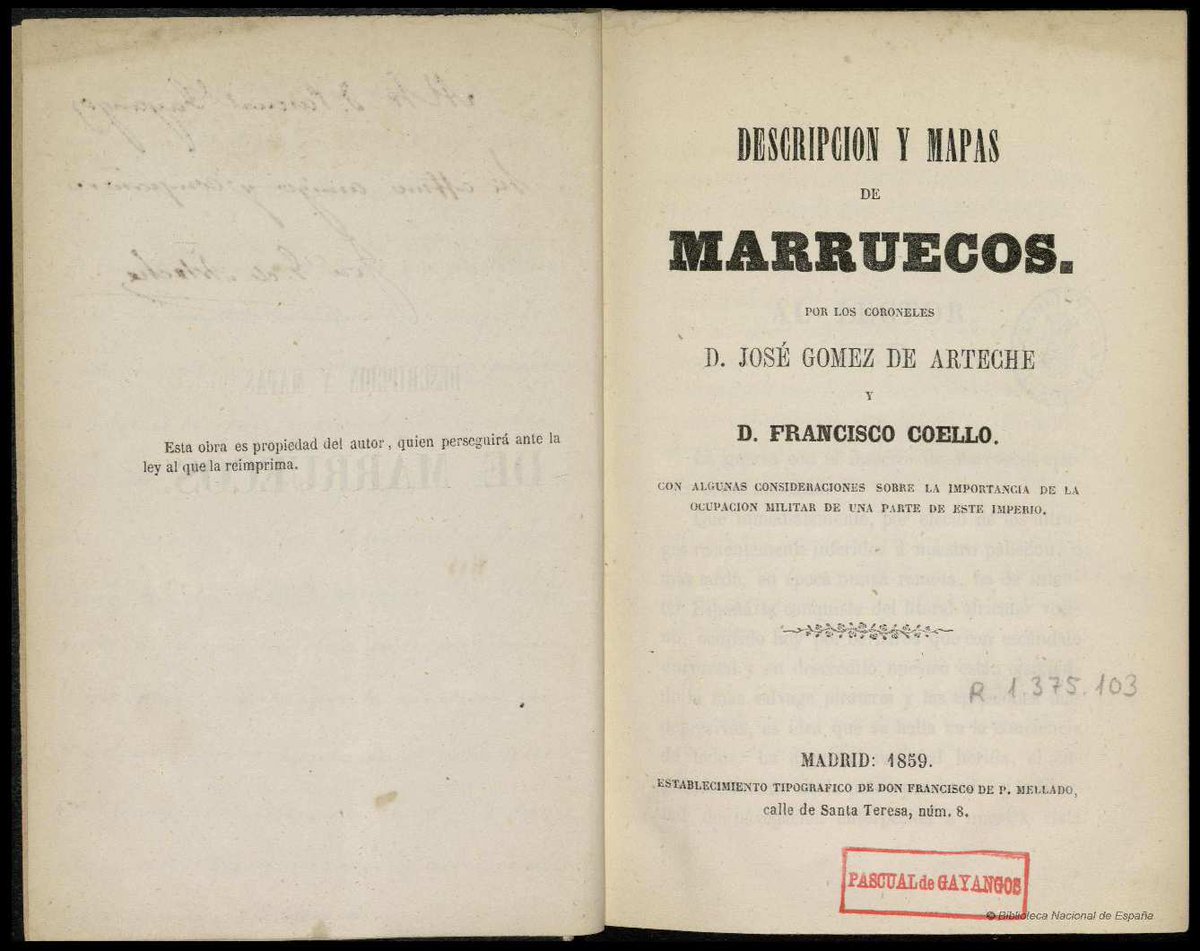 Esta obra es propiedad del autor, quien perseguirá ante la
ley al que la reimprima.
DESCRIPCION Y MAPAS
DE
MARRUECOS.
POR LOS CORONELES
D. JOSÉ GOMEZ DE ARTECHE
Y
D. FRANCISCO COELLO.
CON ALGUNAS CONSIDERACIONES SOBRE LA IMPORTANCIA DE LA
OCUPACION MILITAR DE UNA PARTE DE ESTE IMPERIO.
R 1.375.103
MADRID: 1859.
ESTABLECIMIENTO TIPOGRAFICO DE DON FRANCISCO DE P. MELLADO,
calle de Santa Teresa, núm. 8.
PASCUAL de GAYANGOS
© Biblioteca Nacional de España